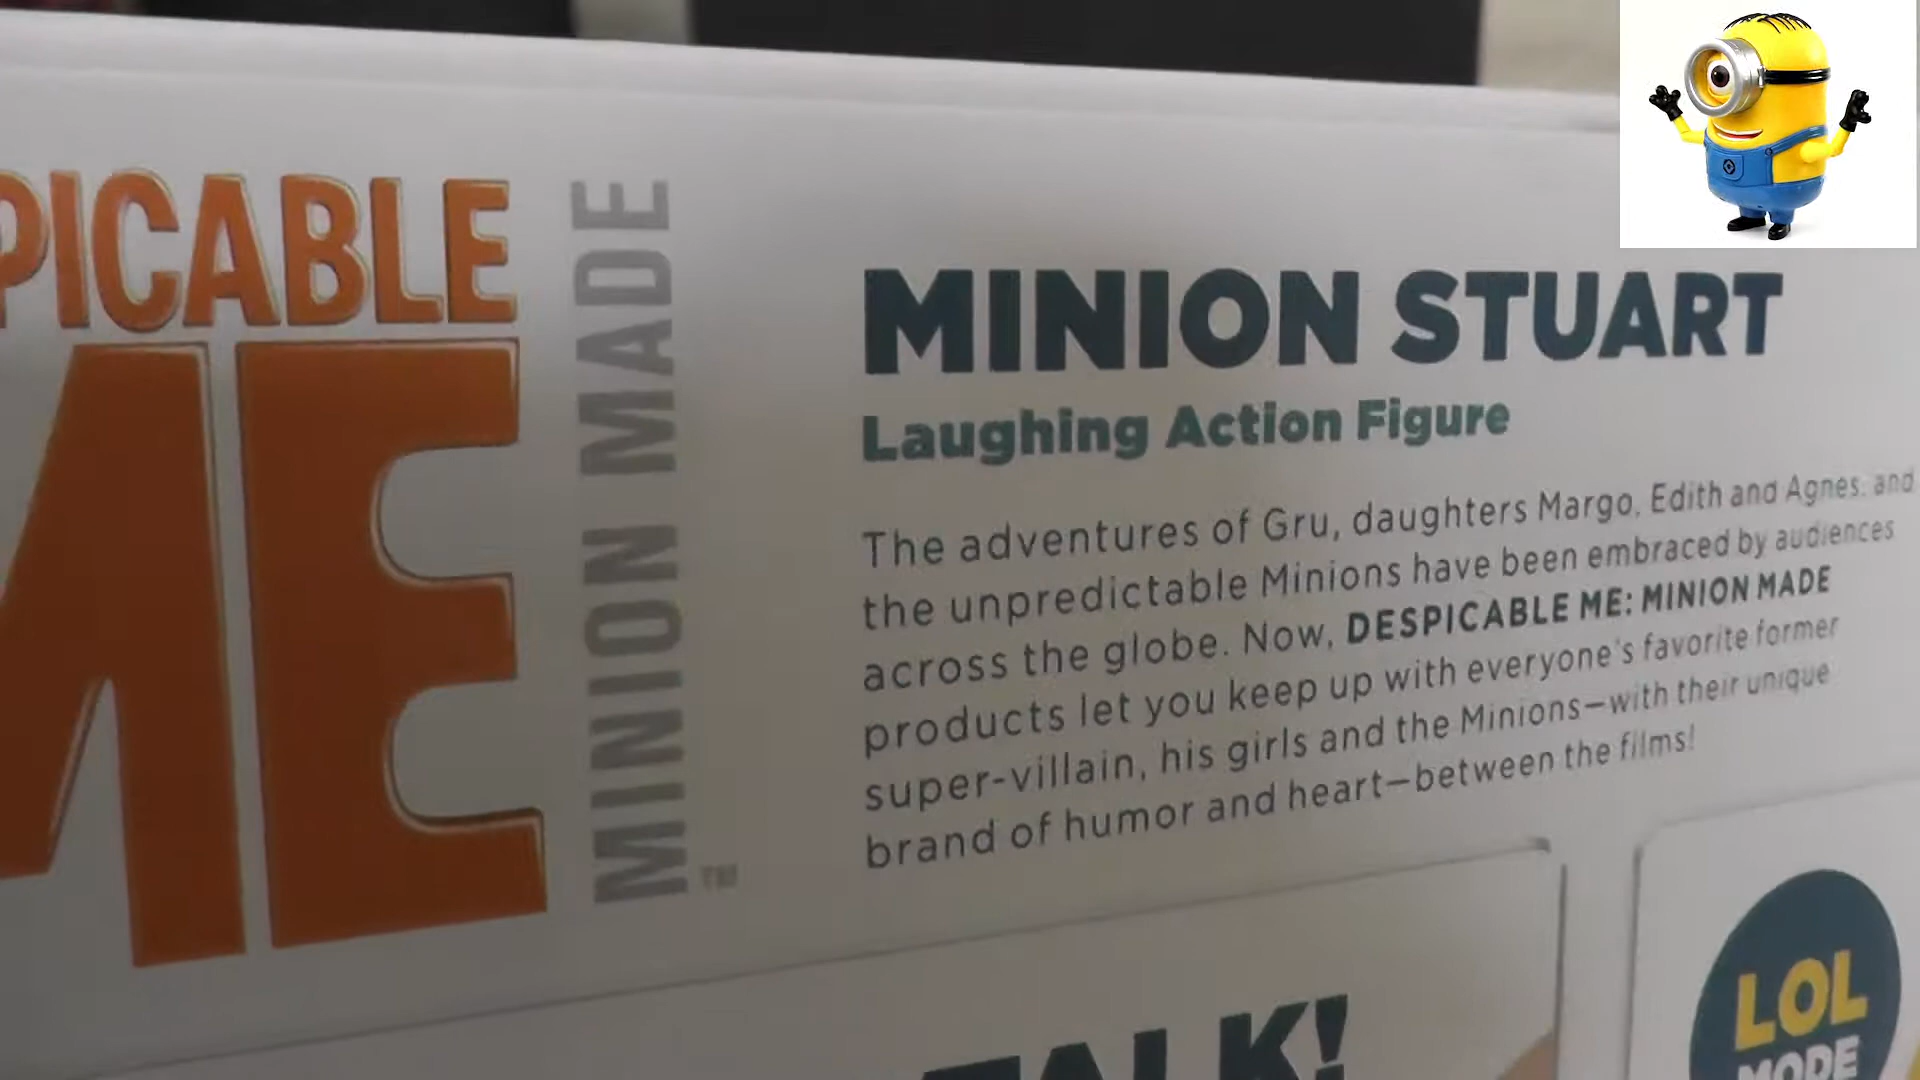 PICABLE
ME
MINION MADE
TM
MINION STUART
Laughing Action Figure
The adventures of Gru, daughters Margo, Edith and Agnes, and
the unpredictable Minions have been embraced by audiences
across the globe. Now, DESPICABLE ME: MINION MADE
products let you keep up with everyone's favorite former
super-villain, his girls and the Minions—with their unique
brand of humor and heart—between the films!
TALK!
LOL
MODE